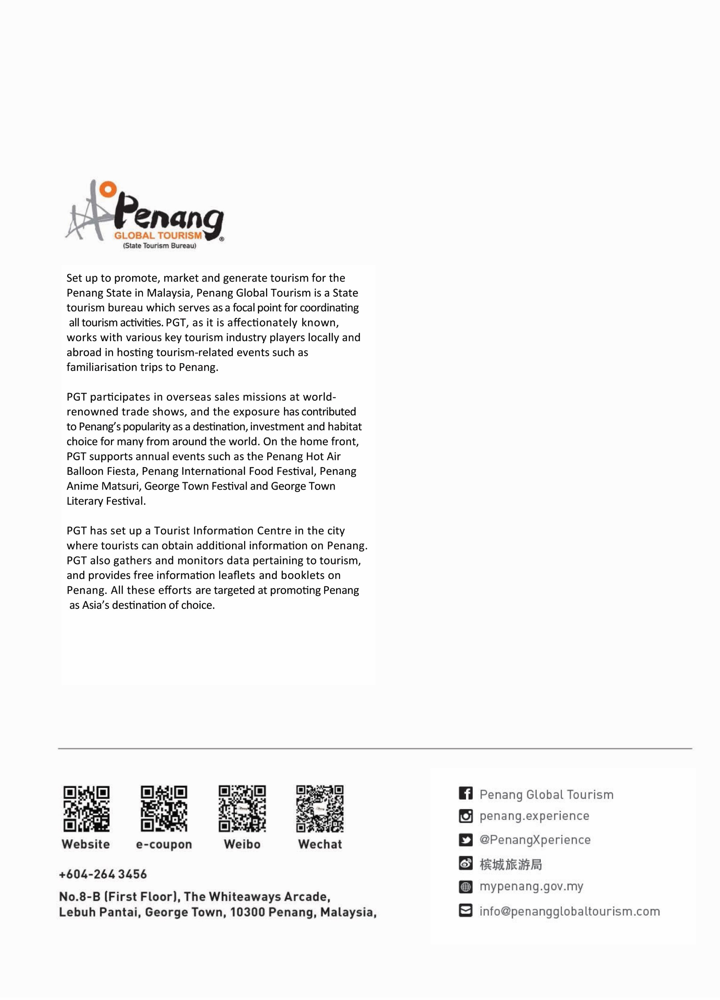 Penang
GLOBAL TOURISM
®
(State Tourism Bureau)
Set up to promote, market and generate tourism for the
Penang State in Malaysia, Penang Global Tourism is a State
tourism bureau which serves as a focal point for coordinating
all tourism activities. PGT, as it is affectionately known,
works with various key tourism industry players locally and
abroad in hosting tourism-related events such as
familiarisation trips to Penang.
PGT participates in overseas sales missions at world-
renowned trade shows, and the exposure has contributed
to Penang’s popularity as a destination, investment and habitat
choice for many from around the world. On the home front,
PGT supports annual events such as the Penang Hot Air
Balloon Fiesta, Penang International Food Festival, Penang
Anime Matsuri, George Town Festival and George Town
Literary Festival.
PGT has set up a Tourist Information Centre in the city
where tourists can obtain additional information on Penang.
PGT also gathers and monitors data pertaining to tourism,
and provides free information leaflets and booklets on
Penang. All these efforts are targeted at promoting Penang
as Asia’s destination of choice.
Website
e-coupon
Weibo
Wechat
+604-264 3456
No.8-B (First Floor), The Whiteaways Arcade,
Lebuh Pantai, George Town, 10300 Penang, Malaysia,
Penang Global Tourism
penang.experience
@PenangXperience
槟城旅游局
mypenang.gov.my
info@penangglobaltourism.com